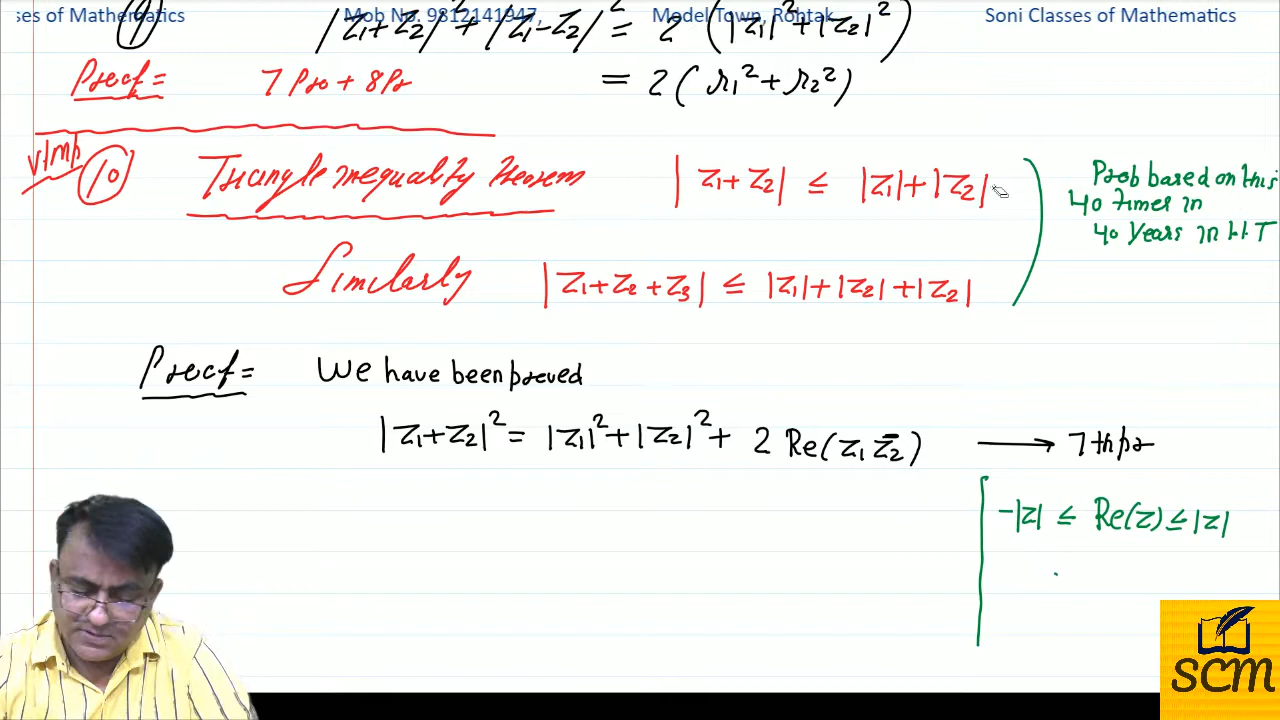 ses of Mathematics Mob No. 9812141947, Model Town, Rohtak Soni Classes of Mathematics
9 |Z1+Z2|²+|Z1-Z2|² = 2 (|Z1|²+|Z2|²)
Proof= 7 Pro + 8Pr = 2(r1²+r2²)
v.Imp 10 Triangle inequality theorem |Z1+Z2| ≤ |Z1|+|Z2|
Prob based on this
40 times in
40 Years in IIT
Similarly |Z1+Z2+Z3| ≤ |Z1|+|Z2|+|Z2|
Proof= We have been proved
|Z1+Z2|² = |Z1|²+|Z2|²+ 2 Re(Z1 Z̄2) → 7th pr
-|Z| ≤ Re(Z) ≤ |Z|
SCM